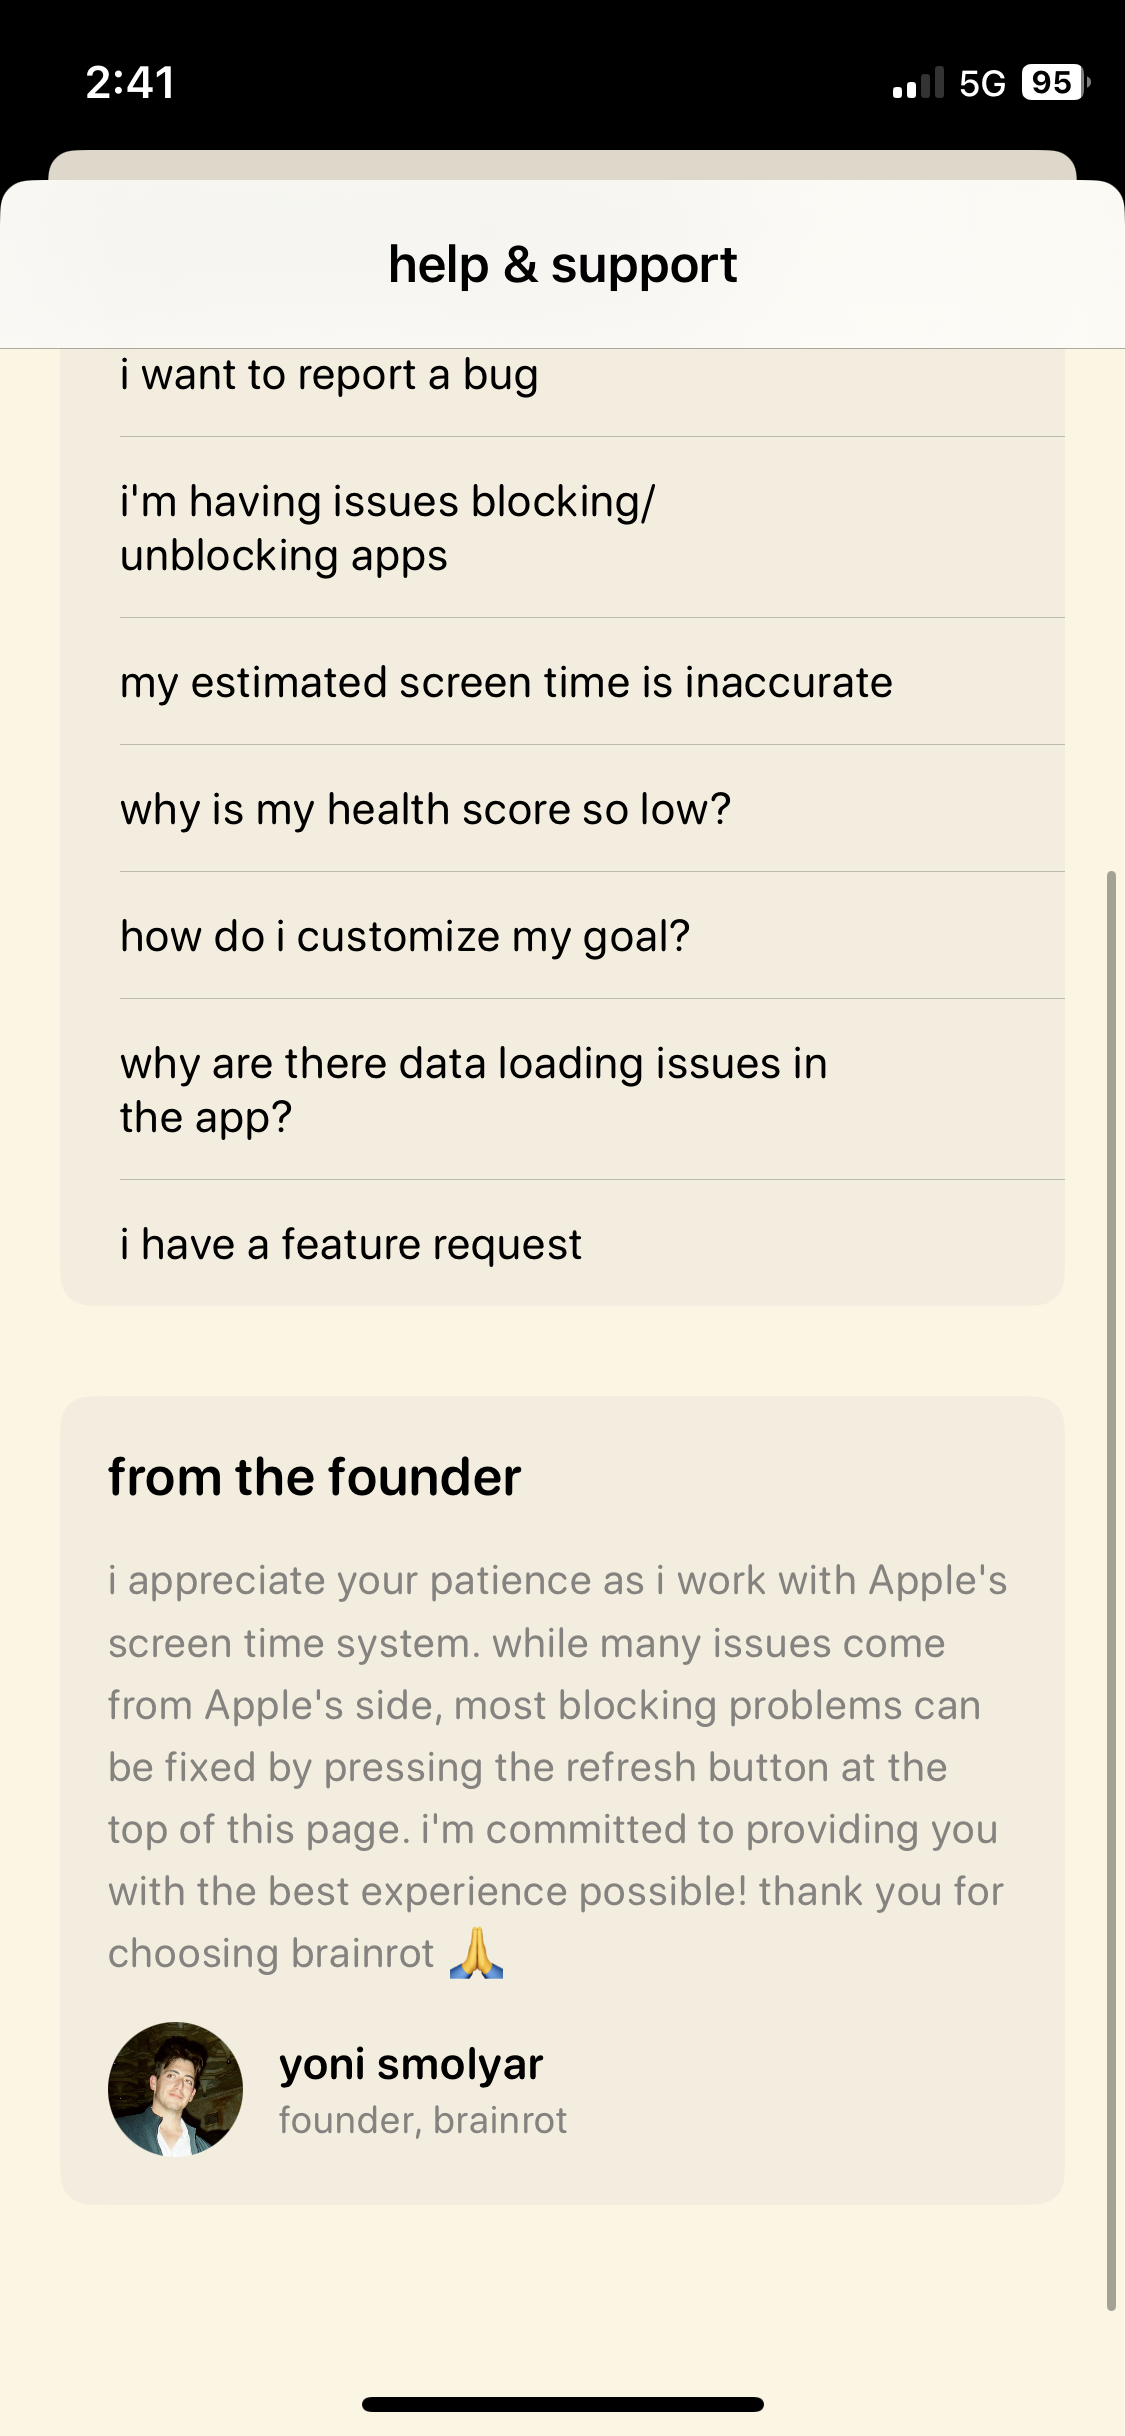 2:41
5G
95
help & support
i want to report a bug
i'm having issues blocking/
unblocking apps
my estimated screen time is inaccurate
why is my health score so low?
how do i customize my goal?
why are there data loading issues in
the app?
i have a feature request
from the founder
i appreciate your patience as i work with Apple's
screen time system. while many issues come
from Apple's side, most blocking problems can
be fixed by pressing the refresh button at the
top of this page. i'm committed to providing you
with the best experience possible! thank you for
choosing brainrot 🙏
yoni smolyar
founder, brainrot